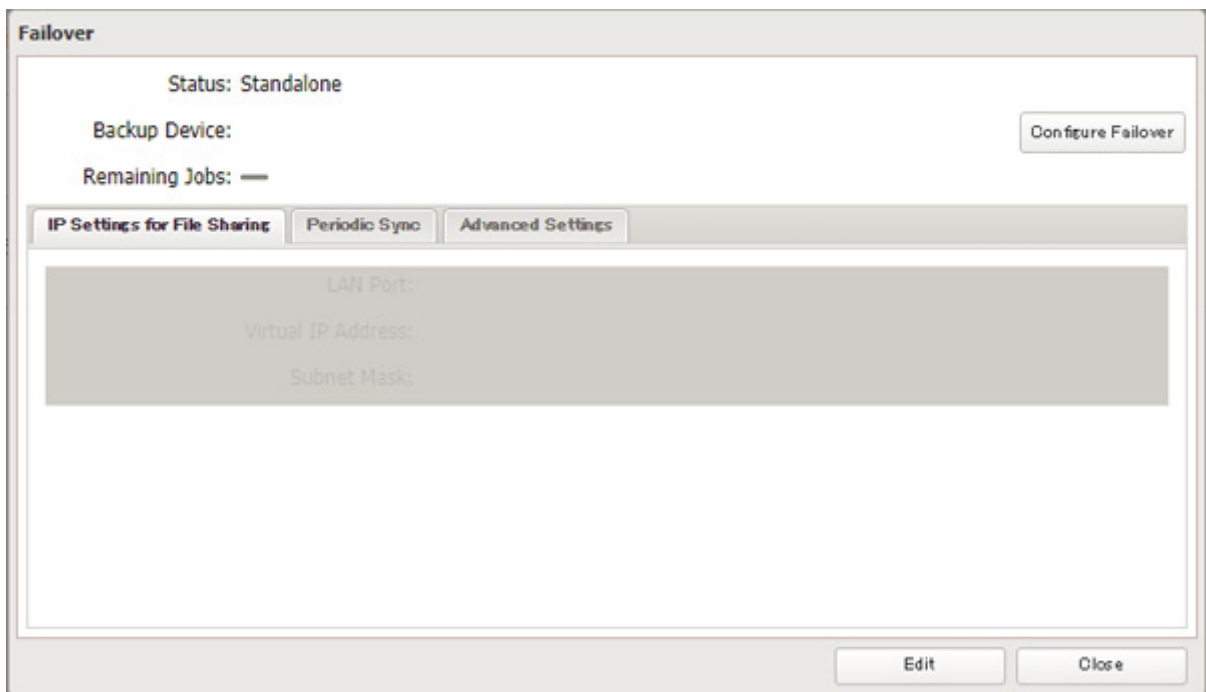 Failover
Status: Standalone
Backup Device:
Configure Failover
Remaining Jobs: —
IP Settings for File Sharing
Periodic Sync
Advanced Settings
LAN Port:
Virtual IP Address:
Subnet Mask:
Edit
Close